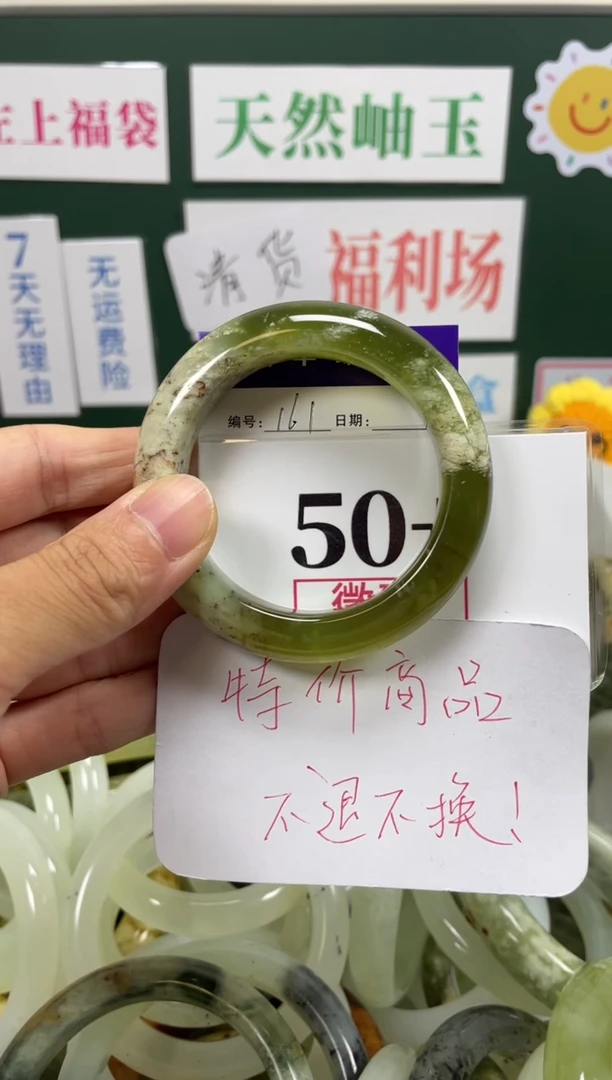 左上福袋
天然岫玉
清货 福利场
7天无理由
无运费险
编号: 161 日期:
50
特价商品
不退不换!